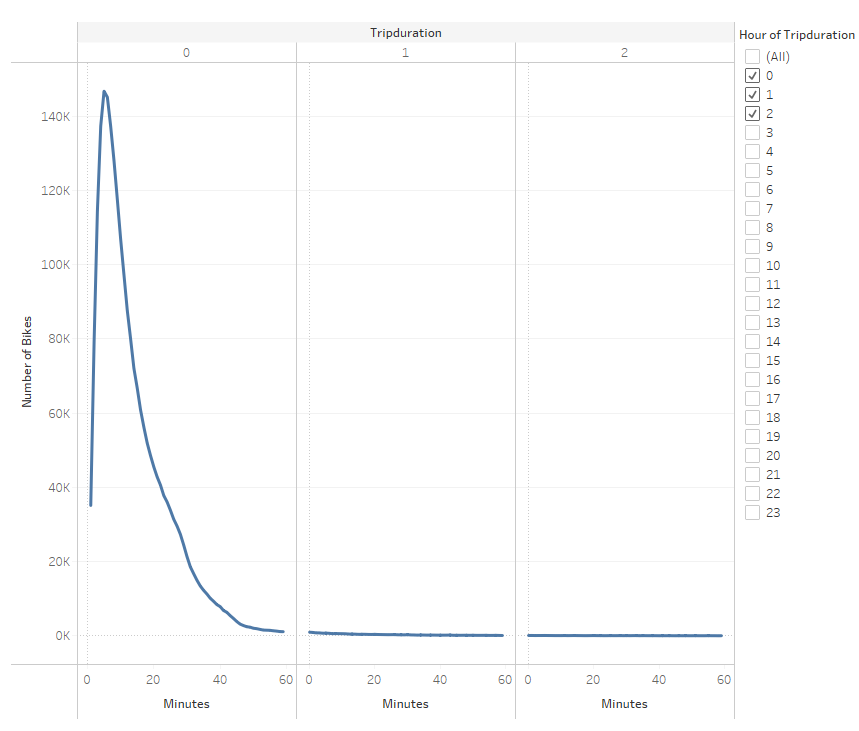 Tripduration
0 1 2
140K
120K
100K
80K
60K
40K
20K
0K
Number of Bikes
0 20 40 60 0 20 40 60 0 20 40 60
Minutes Minutes Minutes
Hour of Tripduration
(All)
0
1
2
3
4
5
6
7
8
9
10
11
12
13
14
15
16
17
18
19
20
21
22
23